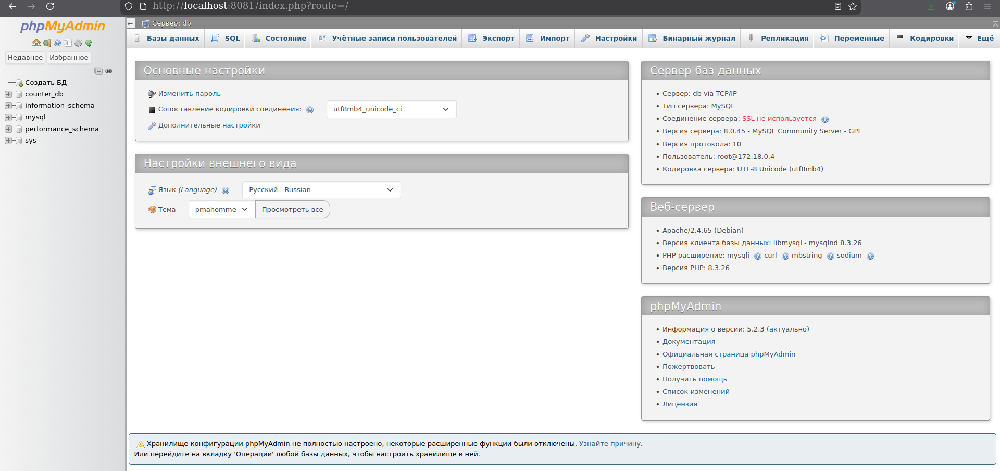 http://localhost:8081/index.php?route=/
phpMyAdmin
Недавнее Избранное
Создать БД
counter_db
information_schema
mysql
performance_schema
sys
Сервер: db
Базы данных SQL Состояние Учётные записи пользователей Экспорт Импорт Настройки Бинарный журнал Репликация Переменные Кодировки Ещё
Основные настройки
Изменить пароль
Сопоставление кодировки соединения: utf8mb4_unicode_ci
Дополнительные настройки
Настройки внешнего вида
Язык (Language) Русский - Russian
Тема pmahomme Просмотреть все
Сервер баз данных
• Сервер: db via TCP/IP
• Тип сервера: MySQL
• Соединение сервера: SSL не используется
• Версия сервера: 8.0.45 - MySQL Community Server - GPL
• Версия протокола: 10
• Пользователь: root@172.18.0.4
• Кодировка сервера: UTF-8 Unicode (utf8mb4)
Веб-сервер
• Apache/2.4.65 (Debian)
• Версия клиента базы данных: libmysql - mysqlnd 8.3.26
• PHP расширение: mysqli curl mbstring sodium
• Версия PHP: 8.3.26
phpMyAdmin
• Информация о версии: 5.2.3 (актуально)
• Документация
• Официальная страница phpMyAdmin
• Пожертвовать
• Получить помощь
• Список изменений
• Лицензия
Хранилище конфигурации phpMyAdmin не полностью настроено, некоторые расширенные функции были отключены. Узнайте причину.
Или перейдите на вкладку 'Операции' любой базы данных, чтобы настроить хранилище в ней.